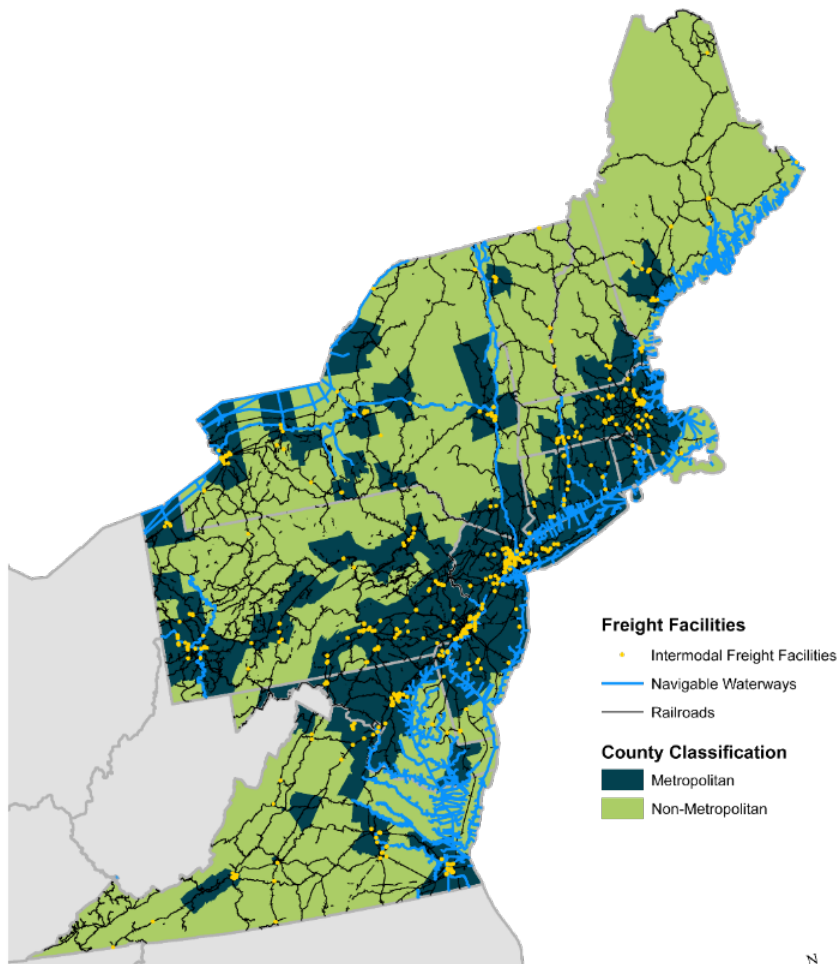 Freight Facilities
Intermodal Freight Facilities
Navigable Waterways
Railroads
County Classification
Metropolitan
Non-Metropolitan
N